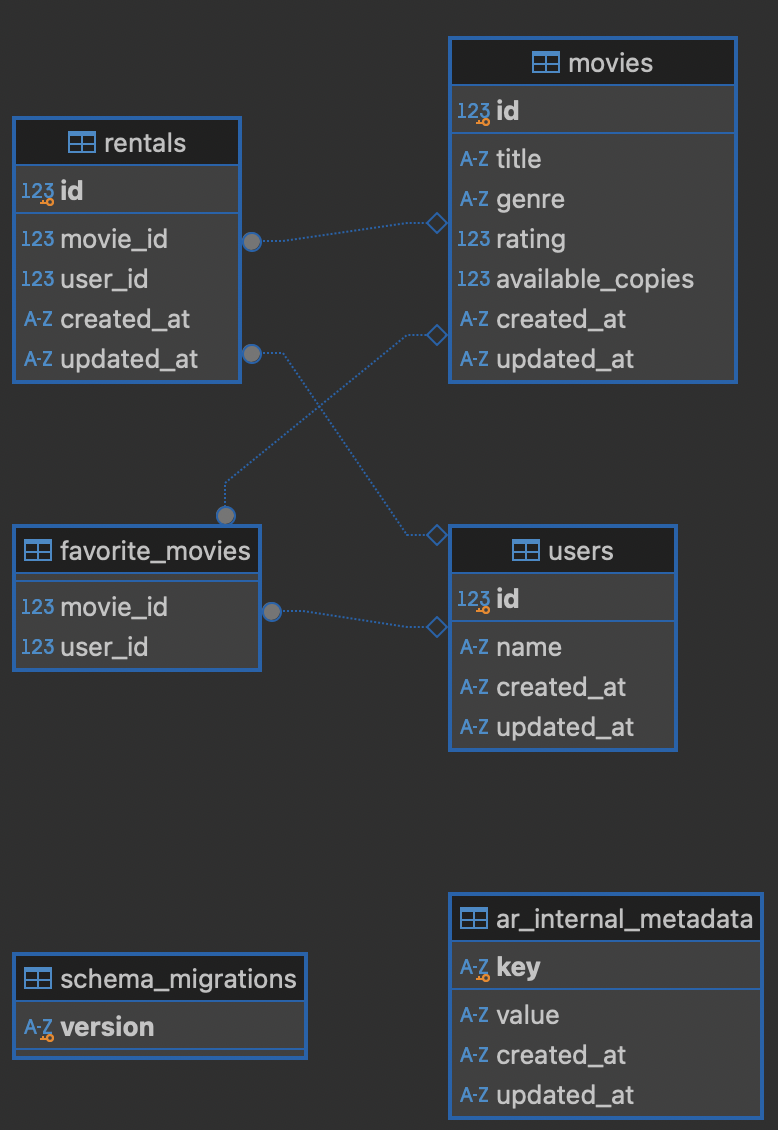 movies
123 id
A-Z title
A-Z genre
123 rating
123 available_copies
A-Z created_at
A-Z updated_at
rentals
123 id
123 movie_id
123 user_id
A-Z created_at
A-Z updated_at
favorite_movies
123 movie_id
123 user_id
users
123 id
A-Z name
A-Z created_at
A-Z updated_at
schema_migrations
A-Z version
ar_internal_metadata
A-Z key
A-Z value
A-Z created_at
A-Z updated_at